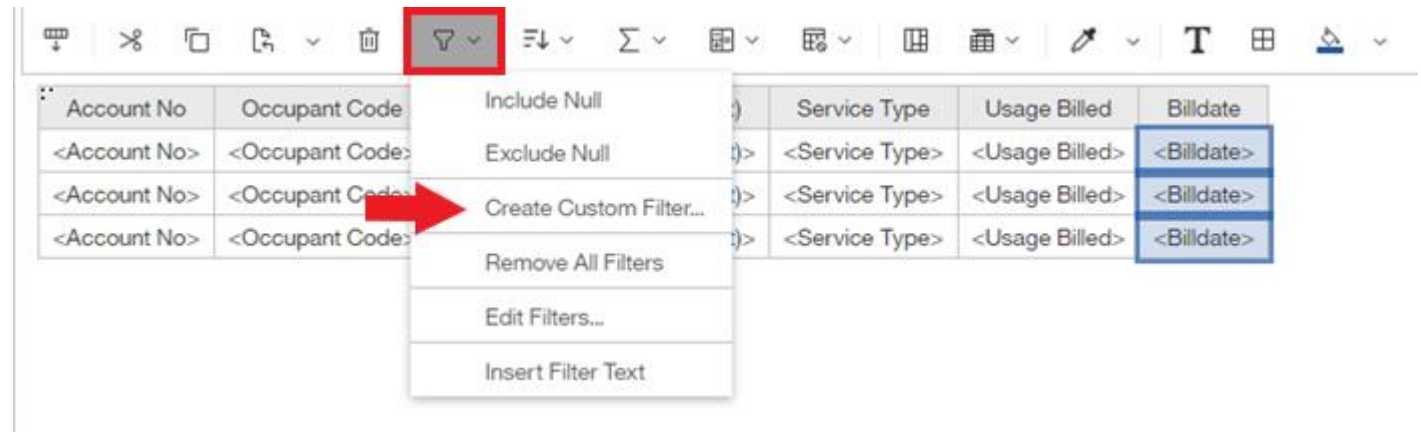 T
Account No Occupant Code Include Null ) Service Type Usage Billed Billdate
<Account No> <Occupant Code> Exclude Null t)> <Service Type> <Usage Billed> <Billdate>
<Account No> <Occupant Code Create Custom Filter... t)> <Service Type> <Usage Billed> <Billdate>
<Account No> <Occupant Code> t)> <Service Type> <Usage Billed> <Billdate>
Remove All Filters
Edit Filters...
Insert Filter Text